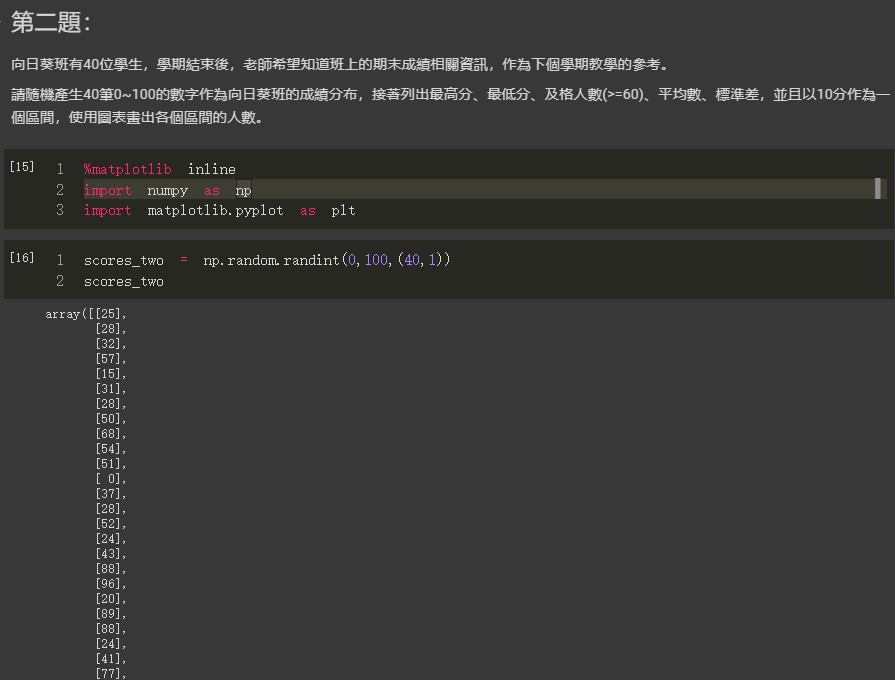 第二題：
向日葵班有40位學生，學期結束後，老師希望知道班上的期末成績相關資訊，作為下個學期教學的參考。
請隨機產生40筆0~100的數字作為向日葵班的成績分布，接著列出最高分、最低分、及格人數(>=60)、平均數、標準差，並且以10分作為一
個區間，使用圖表畫出各個區間的人數。
[15] 1 %matplotlib inline
2 import numpy as np
3 import matplotlib.pyplot as plt
[16] 1 scores_two = np.random.randint(0,100,(40,1))
2 scores_two
array([[25],
[28],
[32],
[57],
[15],
[31],
[28],
[50],
[68],
[54],
[51],
[ 0],
[37],
[28],
[52],
[24],
[43],
[88],
[96],
[20],
[89],
[88],
[24],
[41],
[77],